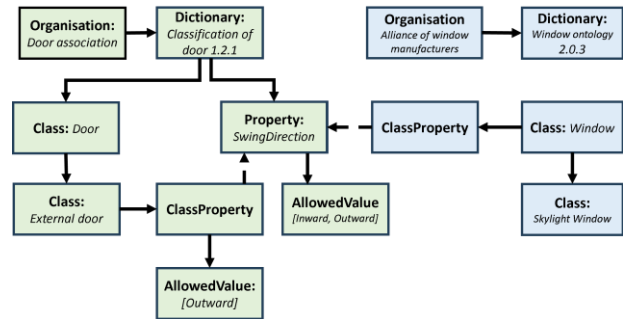 Organisation:
Door association
Dictionary:
Classification of
door 1.2.1
Organisation
Alliance of window
manufacturers
Dictionary:
Window ontology
2.0.3
Class: Door
Property:
SwingDirection
ClassProperty
Class: Window
Class:
External door
ClassProperty
AllowedValue
[Inward, Outward]
Class:
Skylight Window
AllowedValue:
[Outward]